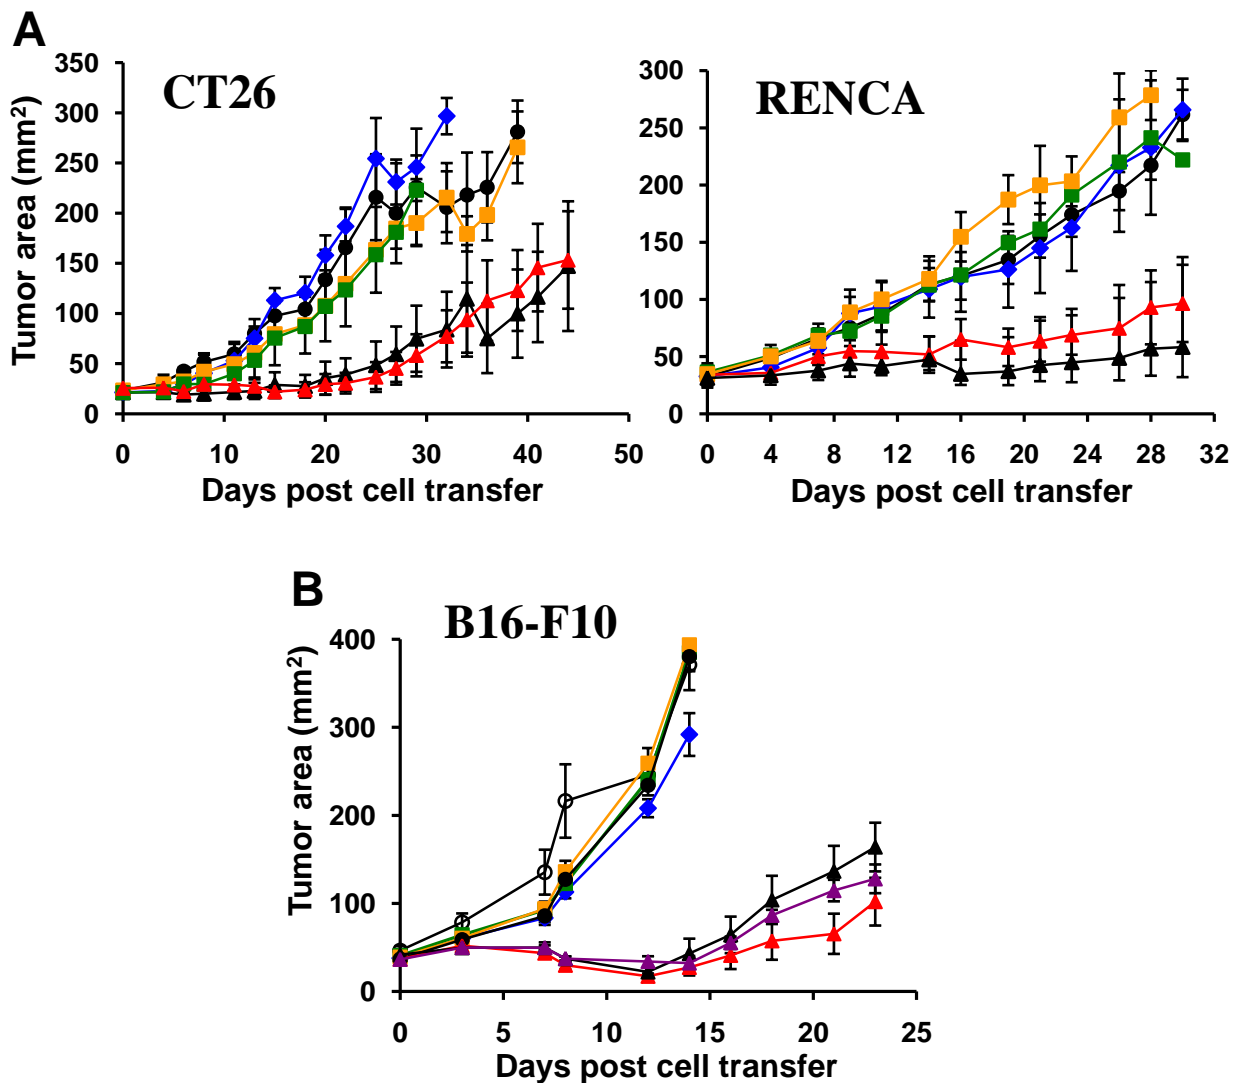 A
CT26
Tumor area (mm²)
350
300
250
200
150
100
50
0
0 10 20 30 40 50
Days post cell transfer
RENCA
300
250
200
150
100
50
0
0 4 8 12 16 20 24 28 32
Days post cell transfer
B
B16-F10
Tumor area (mm²)
400
300
200
100
0
0 5 10 15 20 25
Days post cell transfer